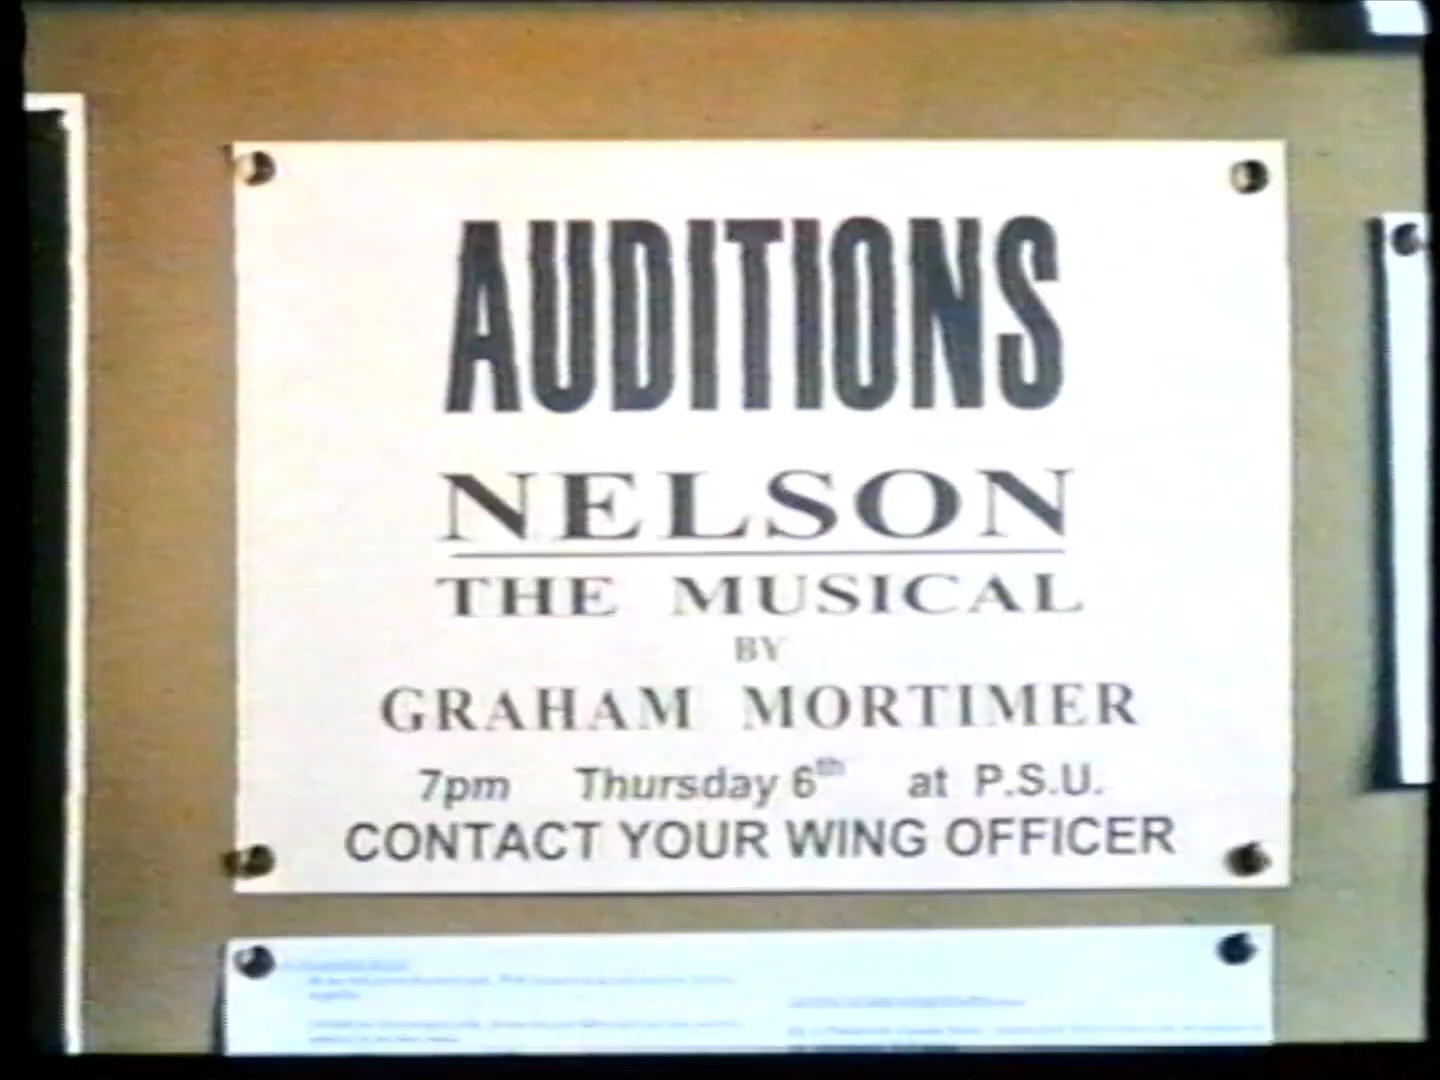 AUDITIONS
NELSON
THE MUSICAL
BY
GRAHAM MORTIMER
7pm Thursday 6th at P.S.U.
CONTACT YOUR WING OFFICER